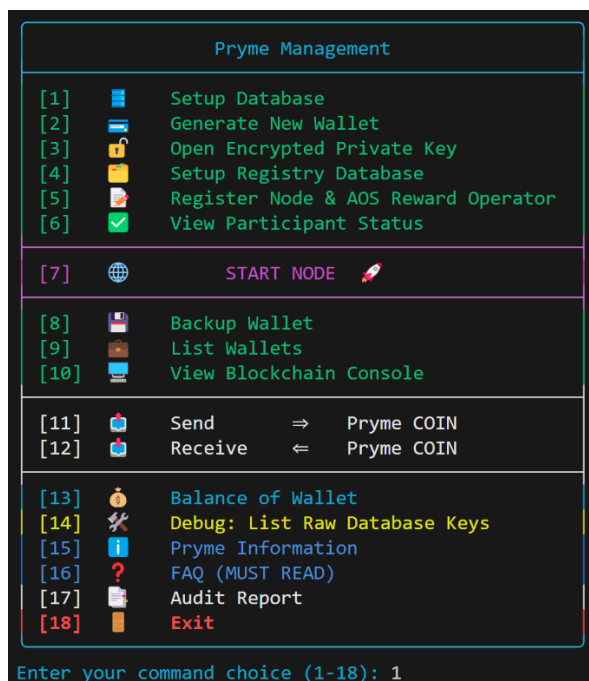 Pryme Management
[1] Setup Database
[2] Generate New Wallet
[3] Open Encrypted Private Key
[4] Setup Registry Database
[5] Register Node & AOS Reward Operator
[6] View Participant Status
[7] START NODE
[8] Backup Wallet
[9] List Wallets
[10] View Blockchain Console
[11] Send ⇒ Pryme COIN
[12] Receive ⇐ Pryme COIN
[13] Balance of Wallet
[14] Debug: List Raw Database Keys
[15] Pryme Information
[16] FAQ (MUST READ)
[17] Audit Report
[18] Exit
Enter your command choice (1-18): 1